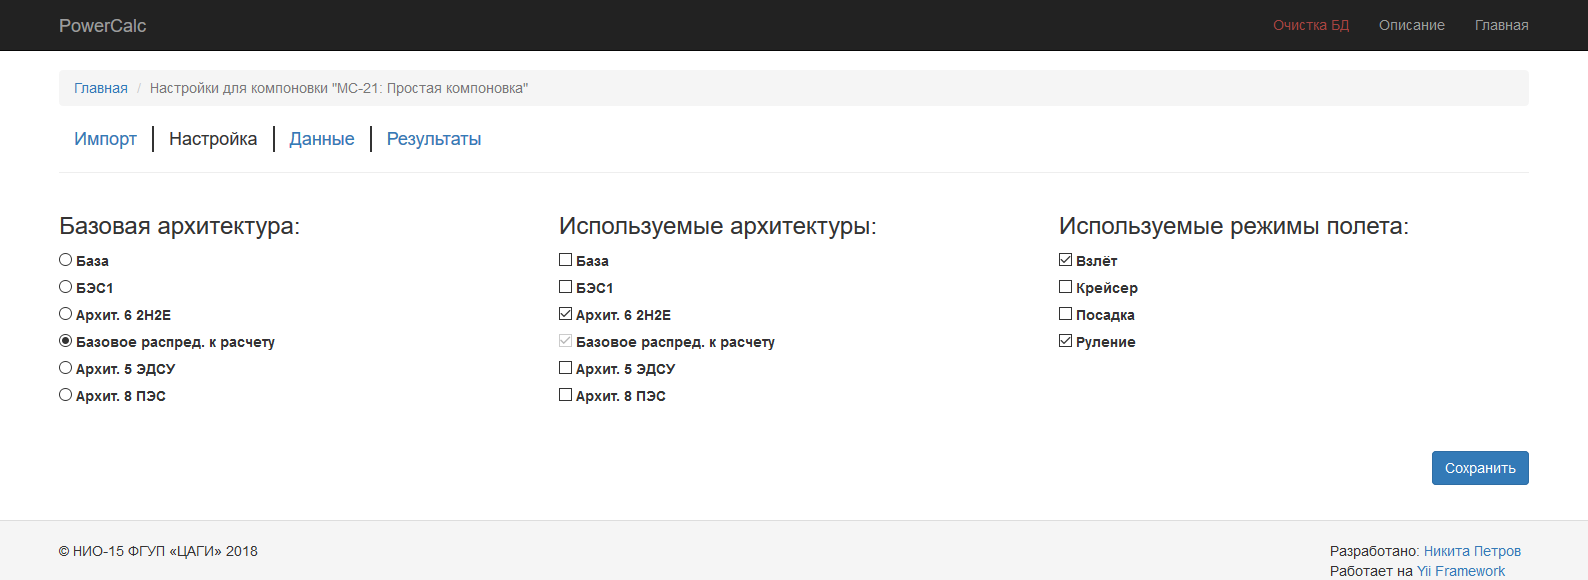 PowerCalc
Очистка БД Описание Главная
Главная / Настройки для компоновки "МС-21: Простая компоновка"
Импорт Настройка Данные Результаты
Базовая архитектура:
База
БЭС1
Архит. 6 2H2E
Базовое распред. к расчету
Архит. 5 ЭДСУ
Архит. 8 ПЭС
Используемые архитектуры:
База
БЭС1
Архит. 6 2H2E
Базовое распред. к расчету
Архит. 5 ЭДСУ
Архит. 8 ПЭС
Используемые режимы полета:
Взлёт
Крейсер
Посадка
Руление
Сохранить
© НИО-15 ФГУП «ЦАГИ» 2018
Разработано: Никита Петров
Работает на Yii Framework